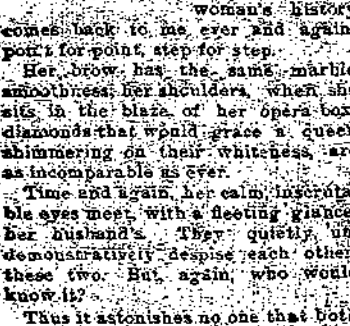 woman's history
comes back to me ever and again
point for point, step for step.
Her brow has the same marble
smoothness; her shoulders, when she
sits in the blaze of her opera box,
diamonds that would grace a queen
shimmering on their whiteness, are
as incomparable as ever.
Time and again, her calm inscruta-
ble eyes meet, with a fleeting glance
her husband's. They quietly, un-
demonstratively despise each other,
these two. But, again, who would
know it?
Thus it astonishes no one that both